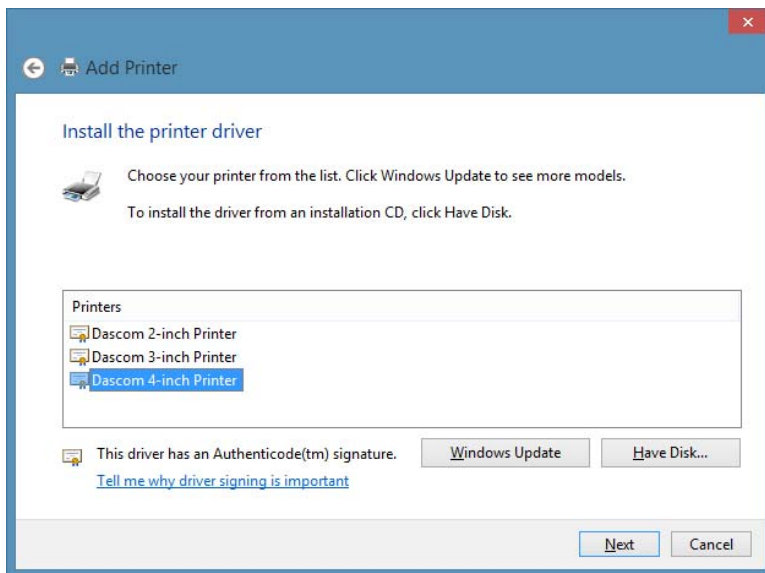 Add Printer
Install the printer driver
Choose your printer from the list. Click Windows Update to see more models.
To install the driver from an installation CD, click Have Disk.
Printers
Dascom 2-inch Printer
Dascom 3-inch Printer
Dascom 4-inch Printer
This driver has an Authenticode(tm) signature.
Windows Update
Have Disk...
Tell me why driver signing is important
Next
Cancel